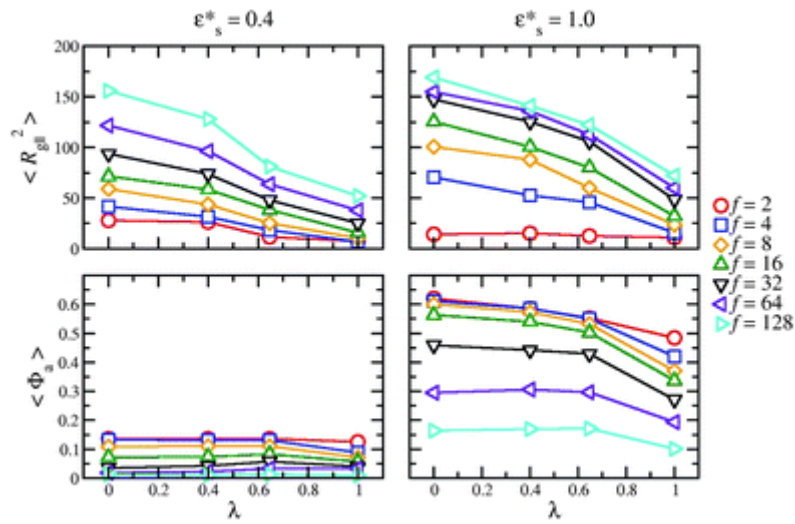 ε*s = 0.4 ε*s = 1.0
< Rg||² >
200
150
100
50
0
< Φa >
0.6
0.5
0.4
0.3
0.2
0.1
0
0 0.2 0.4 0.6 0.8 1
λ
0 0.2 0.4 0.6 0.8 1
λ
f = 2
f = 4
f = 8
f = 16
f = 32
f = 64
f = 128